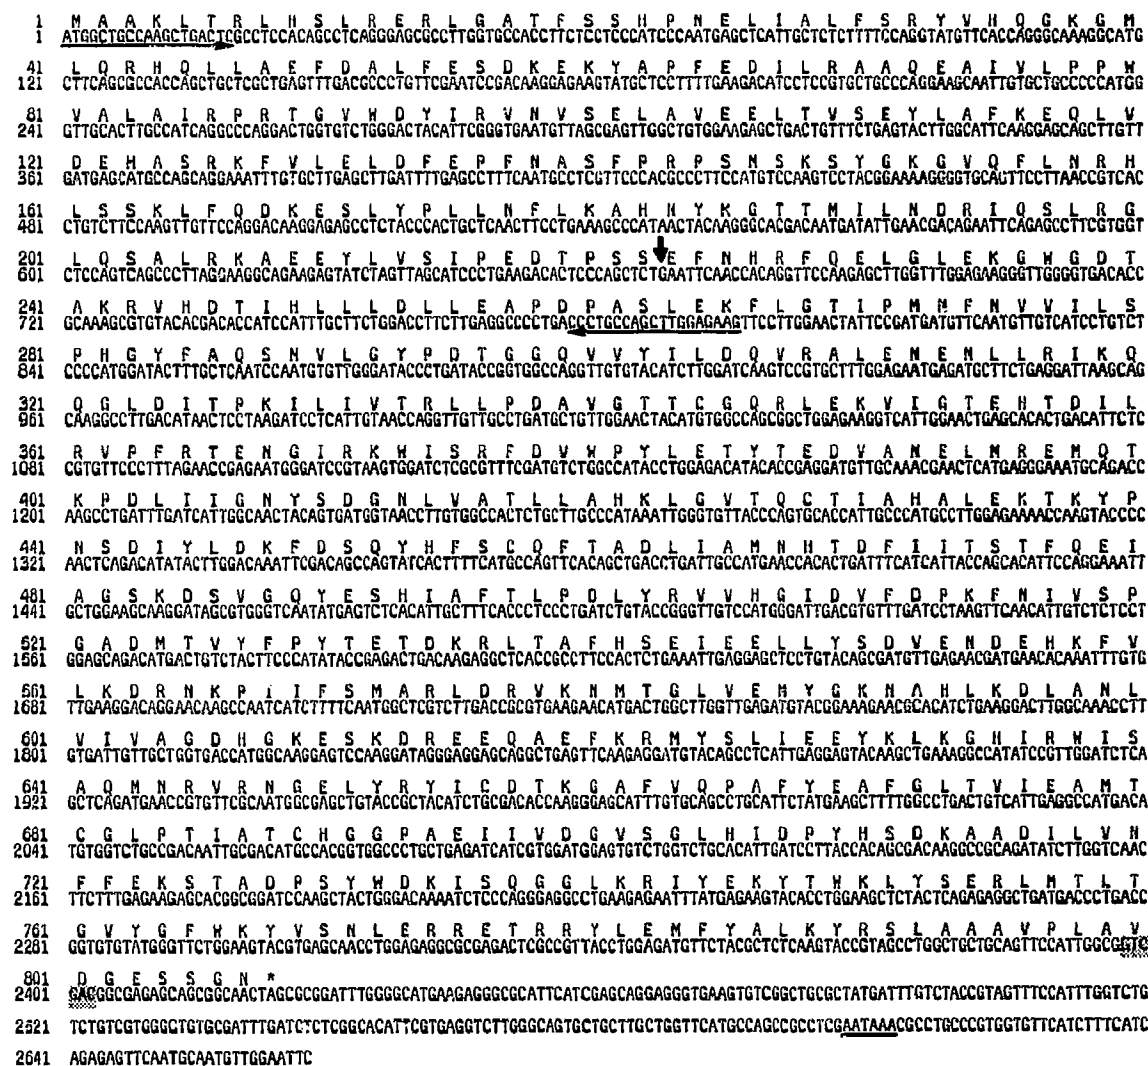 1 M A A K L T R L H S L R E R L G A T F S S H P N E L I A L F S R Y V H Q G K G M
1 ATGGCTGCCAAGCTGACTCGCCTCCACAGCCTCAGGGAGCGCCTTGGTGCCACCTTCTCCTCCCATCCCAATGAGCTCATTGCTCTCTTTTCCAGGTATGTTCACCAGGGCAAAGGCATG
41 L Q R H Q L L A E F D A L F E S D K E K Y A P F E D I L R A A Q E A I V L P P W
121 CTTCAGCGCCACCAGCTGCTCGCTGAGTTTGACGCCCTGTTCGAATCCGACAAGGAGAAGTATGCTCCTTTTGAAGACATCCTCCGTGCTGCCCAGGAAGCAATTGTGCTGCCCCCATGG
81 V A L A I R P R T G V W D Y I R V N V S E L A V E E L T V S E Y L A F K E Q L V
241 GTTGCACTTGCCATCAGGCCCAGGACTGGTGTCTGGGACTACATTCGGGTGAATGTTAGCGAGTTGGCTGTGGAAGAGCTGACTGTTTCTGAGTACTTGGCATTCAAGGAGCAGCTTGTT
121 D E H A S R K F V L E L D F E P F N A S F P R P S M S K S Y G K G V Q F L N R H
361 GATGAGCATGCCAGCAGGAAATTTGTGCTTGAGCTTGATTTTGAGCCTTTCAATGCCTCGTTCCCACGCCCTTCCATGTCCAAGTCCTACGGAAAAGGGGTGCAGTTCCTTAACCGTCAC
161 L S S K L F Q D K E S L Y P L L N F L K A H N Y K G T T M I L N D R I Q S L R G
481 CTGTCTTCCAAGTTGTTCCAGGACAAGGAGAGCCTCTACCCACTGCTCAACTTCCTGAAAGCCCATAACTACAAGGGCACGACAATGATATTGAACGACAGAATTCAGAGCCTTCGTGGT
201 L Q S A L R K A E E Y L V S I P E D T P S S E F N H R F Q E L G L E K G W G D T
601 CTCCAGTCAGCCCTTAGGAAGGCAGAAGAGTATCTAGTTAGCATCCCTGAAGACACTCCCAGCTCTGAATTCAACCACAGGTTCCAAGAGCTTGGTTTGGAGAAGGGTTGGGGTGACACC
241 A K R V H D T I H L L L D L L E A P D P A S L E K F L G T I P M M F N V V I L S
721 GCAAAGCGTGTACACGACACCATCCATTTGCTTCTGGACCTTCTTGAGGCCCCTGACCCTGCCAGCTTGGAGAAGTTCCTTGGAACTATTCCGATGATGTTCAATGTTGTCATCCTGTCT
281 P H G Y F A Q S N V L G Y P D T G G Q V V Y I L D Q V R A L E N E M L L R I K Q
841 CCCCATGGATACTTTGCTCAATCCAATGTGTTGGGATACCCTGATACCGGTGGCCAGGTTGTGTACATCTTGGATCAAGTCCGTGCTTTGGAGAATGAGATGCTTCTGAGGATTAAGCAG
321 Q G L D I T P K I L I V T R L L P D A V G T T C G Q R L E K V I G T E H T D I L
961 CAAGGCCTTGACATAACTCCTAAGATCCTCATTGTAACCAGGTTGTTGCCTGATGCTGTTGGAACTACATGTGGCCAGCGGCTGGAGAAGGTCATTGGAACTGAGCACACTGACATTCTC
361 R V P F R T E N G I R K W I S R F D V W P Y L E T Y T E D V A N E L M R E M Q T
1081 CGTGTTCCCTTTAGAACCGAGAATGGGATCCGTAAGTGGATCTCGCGTTTCGATGTCTGGCCATACCTGGAGACATACACCGAGGATGTTGCAAACGAACTCATGAGGGAAATGCAGACC
401 K P D L I I G N Y S D G N L V A T L L A H K L G V T Q C T I A H A L E K T K Y P
1201 AAGCCTGATTTGATCATTGGCAACTACAGTGATGGTAACCTTGTGGCCACTCTGCTTGCCCATAAATTGGGTGTTACCCAGTGCACCATTGCCCATGCCTTGGAGAAAACCAAGTACCCC
441 N S D I Y L D K F D S Q Y H F S C Q F T A D L I A M N H T D F I I T S T F Q E I
1321 AACTCAGACATATACTTGGACAAATTCGACAGCCAGTATCACTTTTCATGCCAGTTCACAGCTGACCTGATTGCCATGAACCACACTGATTTCATCATTACCAGCACATTCCAGGAAATT
481 A G S K D S V G Q Y E S H I A F T L P D L Y R V V H G I D V F D P K F N I V S P
1441 GCTGGAAGCAAGGATAGCGTGGGTCAATATGAGTCTCACATTGCTTTCACCCTCCCTGATCTGTACCGGGTTGTCCATGGGATTGACGTGTTTGATCCTAAGTTCAACATTGTCTCTCCT
521 G A D M T V Y F P Y T E T D K R L T A F H S E I E E L L Y S D V E N D E H K F V
1561 GGAGCAGACATGACTGTCTACTTCCCATATACCGAGACTGACAAGAGGCTCACCGCCTTCCACTCTGAAATTGAGGAGCTCCTGTACAGCGATGTTGAGAACGATGAACACAAATTTGTG
561 L K D R N K P I I F S M A R L D R V K N M T G L V E M Y G K N A H L K D L A N L
1681 TTGAAGGACAGGAACAAGCCAATCATCTTTTCAATGGCTCGTCTTGACCGCGTGAAGAACATGACTGGCTTGGTTGAGATGTACGGAAAGAACGCACATCTGAAGGACTTGGCAAACCTT
601 V I V A G D H G K E S K D R E E Q A E F K R M Y S L I E E Y K L K G H I R W I S
1801 GTGATTGTTGCTGGTGACCATGGCAAGGAGTCCAAGGATAGGGAGGAGCAGGCTGAGTTCAAGAGGATGTACAGCCTCATTGAGGAGTACAAGCTGAAAGGCCATATCCGTTGGATCTCA
641 A Q M N R V R N G E L Y R Y I C D T K G A F V Q P A F Y E A F G L T V I E A M T
1921 GCTCAGATGAACCGTGTTCGCAATGGCGAGCTGTACCGCTACATCTGCGACACCAAGGGAGCATTTGTGCAGCCTGCATTCTATGAAGCTTTTGGCCTGACTGTCATTGAGGCCATGACA
681 C G L P T I A T C H G G P A E I I V D G V S G L H I D P Y H S D K A A D I L V N
2041 TGTGGTCTGCCGACAATTGCGACATGCCACGGTGGCCCTGCTGAGATCATCGTGGATGGAGTGTCTGGTCTGCACATTGATCCTTACCACAGCGACAAGGCCGCAGATATCTTGGTCAAC
721 F F E K S T A D P S Y W D K I S Q G G L K R I Y E K Y T W K L Y S E R L M T L T
2161 TTCTTTGAGAAGAGCACGGCGGATCCAAGCTACTGGGACAAAATCTCCCAGGGAGGCCTGAAGAGAATTTATGAGAAGTACACCTGGAAGCTCTACTCAGAGAGGCTGATGACCCTGACC
761 G V Y G F W K Y V S N L E R R E T R R Y L E M F Y A L K Y R S L A A A V P L A V
2281 GGTGTGTATGGGTTCTGGAAGTACGTGAGCAACCTGGAGAGGCGCGAGACTCGCCGTTACCTGGAGATGTTCTACGCTCTCAAGTACCGTAGCCTGGCTGCTGCAGTTCCATTGGCGGTC
801 D G E S S G N *
2401 GAGGGCGAGAGCAGCGGCAACTAGCGCGGATTTGGGGCATGAAGAGGGCGCATTCATCGAGCAGGAGGGTGAAGTGTCGGCTGCGCTATGATTTGTCTACCGTAGTTTCCATTTGGTCTG
2521 TCTGTCGTGGGCTGTGCGATTTGATCTCTCGGCACATTCGTGAGGTCTTGGGCAGTGCTGCTTGCTGGTTCATGCCAGCCGCCTCGAATAAACGCCTGCCCGTGGTGTTCATCTTTCATC
2641 AGAGAGTTCAATGCAATGTTGGAATTC